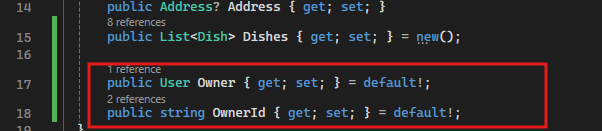 14 public Address? Address { get; set; }
8 references
15 public List<Dish> Dishes { get; set; } = new();
16
1 reference
17 public User Owner { get; set; } = default!;
2 references
18 public string OwnerId { get; set; } = default!;
19 }